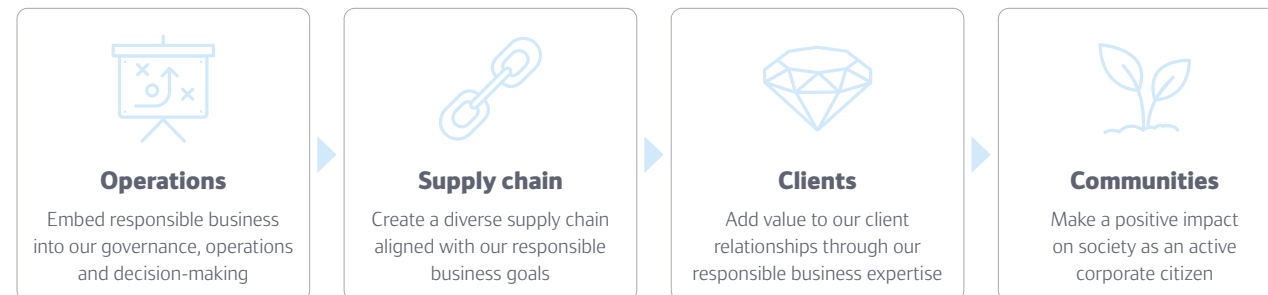 Operations
Embed responsible business
into our governance, operations
and decision-making
Supply chain
Create a diverse supply chain
aligned with our responsible
business goals
Clients
Add value to our client
relationships through our
responsible business expertise
Communities
Make a positive impact
on society as an active
corporate citizen